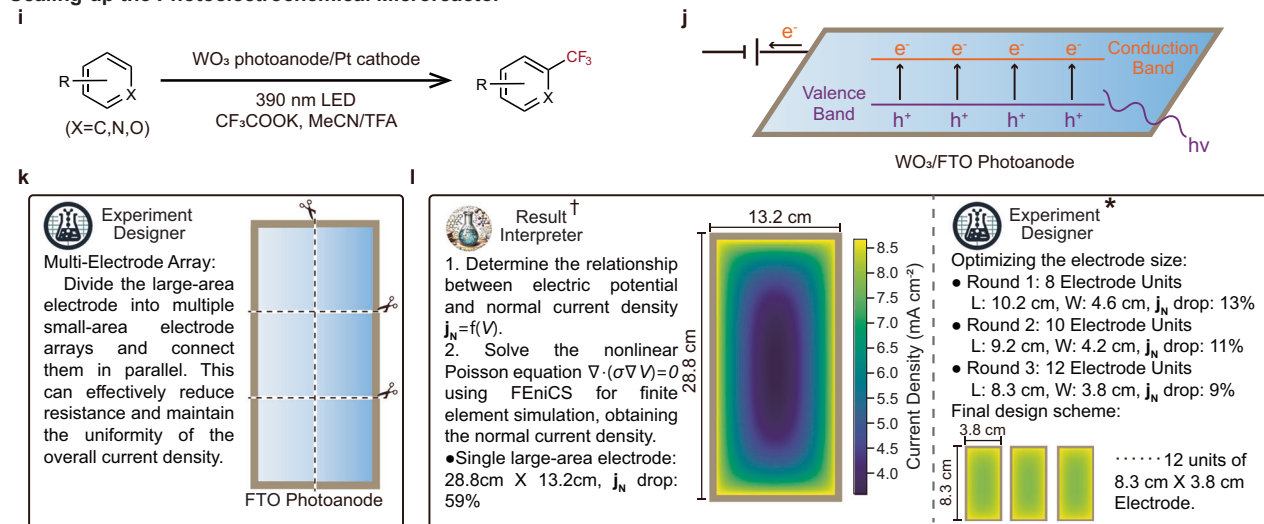 Scaling up the Photoelectrochemical Microreactor
i
R
X
(X=C,N,O)
WO₃ photoanode/Pt cathode
390 nm LED
CF₃COOK, MeCN/TFA
R
X
CF₃
j
e⁻
e⁻ e⁻ e⁻ e⁻
Conduction
Band
Valence
Band
h⁺ h⁺ h⁺ h⁺
hν
WO₃/FTO Photoanode
k
Experiment
Designer
Multi-Electrode Array:
Divide the large-area
electrode into multiple
small-area electrode
arrays and connect
them in parallel. This
can effectively reduce
resistance and maintain
the uniformity of the
overall current density.
FTO Photoanode
l
Result †
Interpreter
1. Determine the relationship
between electric potential
and normal current density
j_N=f(V).
2. Solve the nonlinear
Poisson equation ∇·(σ∇V)=0
using FEniCS for finite
element simulation, obtaining
the normal current density.
●Single large-area electrode:
28.8cm X 13.2cm, j_N drop:
59%
13.2 cm
28.8 cm
8.5
8.0
7.5
7.0
6.5
6.0
5.5
5.0
4.5
4.0
Current Density (mA cm⁻²)
Experiment *
Designer
Optimizing the electrode size:
● Round 1: 8 Electrode Units
L: 10.2 cm, W: 4.6 cm, j_N drop: 13%
● Round 2: 10 Electrode Units
L: 9.2 cm, W: 4.2 cm, j_N drop: 11%
● Round 3: 12 Electrode Units
L: 8.3 cm, W: 3.8 cm, j_N drop: 9%
Final design scheme:
3.8 cm
8.3 cm
······12 units of
8.3 cm X 3.8 cm
Electrode.